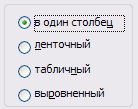 в один столбец
ленточный
табличный
выровненный